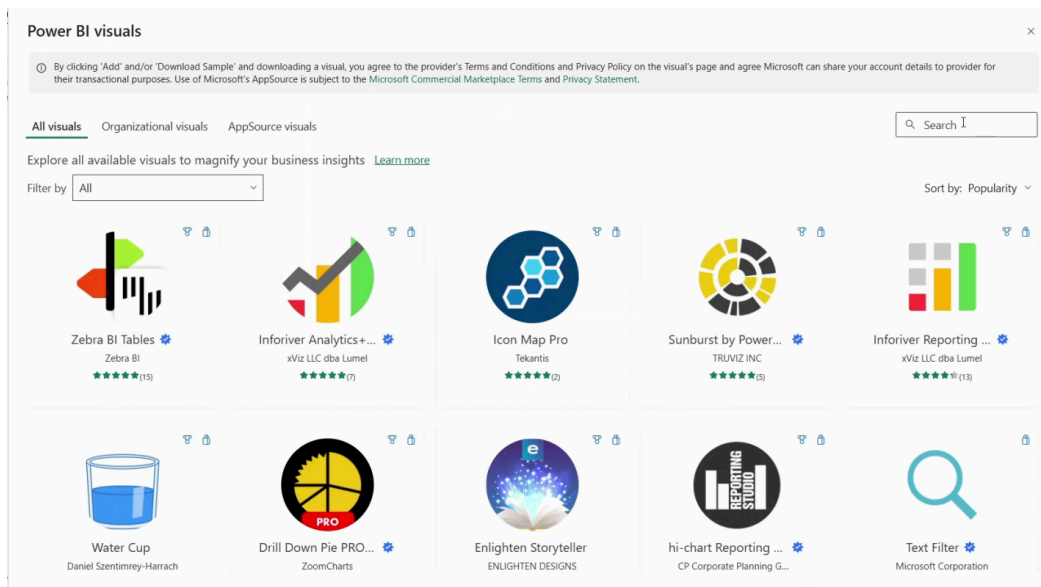 Power BI visuals
By clicking 'Add' and/or 'Download Sample' and downloading a visual, you agree to the provider's Terms and Conditions and Privacy Policy on the visual's page and agree Microsoft can share your account details to provider for
their transactional purposes. Use of Microsoft's AppSource is subject to the Microsoft Commercial Marketplace Terms and Privacy Statement.
All visuals Organizational visuals AppSource visuals
Search
Explore all available visuals to magnify your business insights Learn more
Filter by All
Sort by: Popularity
Zebra BI Tables
Zebra BI
(15)
Inforiver Analytics+...
xViz LLC dba Lumel
(7)
Icon Map Pro
Tekantis
(2)
Sunburst by Power...
TRUVIZ INC
(5)
Inforiver Reporting ...
xViz LLC dba Lumel
(13)
Water Cup
Daniel Szentimrey-Harrach
PRO
Drill Down Pie PRO...
ZoomCharts
e
Enlighten Storyteller
ENLIGHTEN DESIGNS
REPORTING
STUDIO
hi-chart Reporting ...
CP Corporate Planning G...
Text Filter
Microsoft Corporation